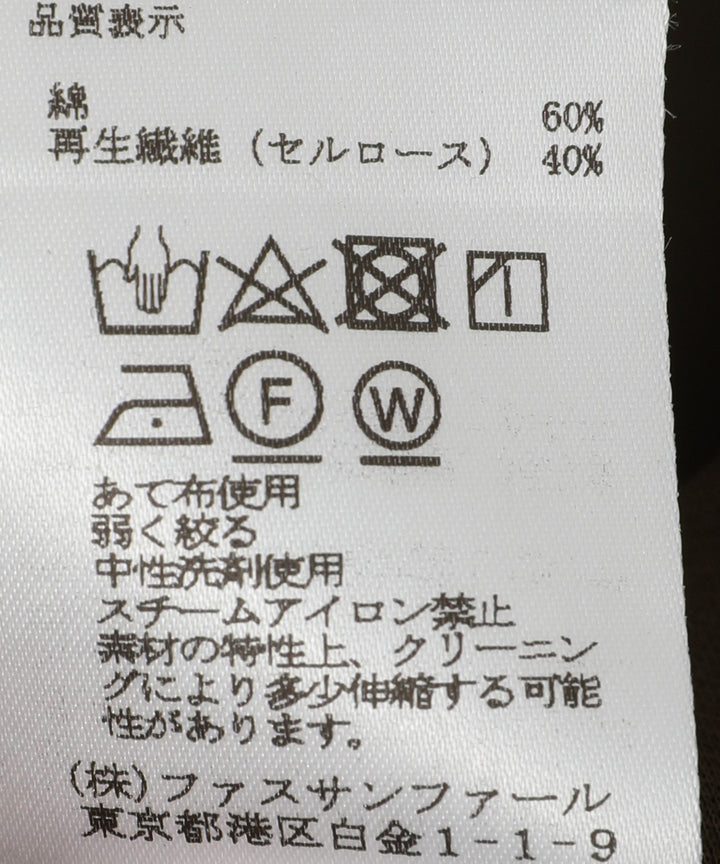 品質表示
綿 60%
再生繊維（セルロース） 40%
F W
あて布使用
弱く絞る
中性洗剤使用
スチームアイロン禁止
素材の特性上、クリーニン
グにより多少伸縮する可能
性があります。
(株)ファスサンファール
東京都港区白金1-1-9